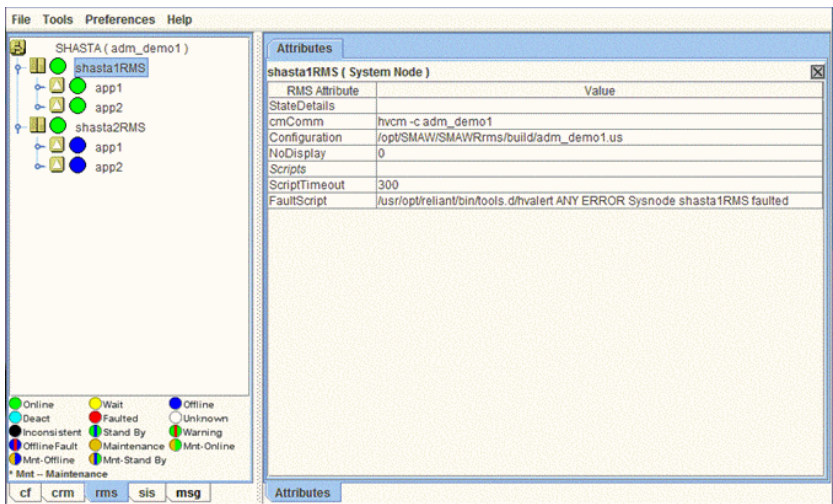 File Tools Preferences Help
SHASTA ( adm_demo1 )
shasta1RMS
app1
app2
shasta2RMS
app1
app2
Online Wait Offline
Deact Faulted Unknown
Inconsistent Stand By Warning
OfflineFault Maintenance Mnt-Online
Mnt-Offline Mnt-Stand By
* Mnt -- Maintenance
cf crm rms sis msg
Attributes
shasta1RMS ( System Node )
RMS Attribute Value
StateDetails
cmComm hvcm -c adm_demo1
Configuration /opt/SMAW/SMAWRrms/build/adm_demo1.us
NoDisplay 0
Scripts
ScriptTimeout 300
FaultScript /usr/opt/reliant/bin/tools.d/hvalert ANY ERROR Sysnode shasta1RMS faulted
Attributes